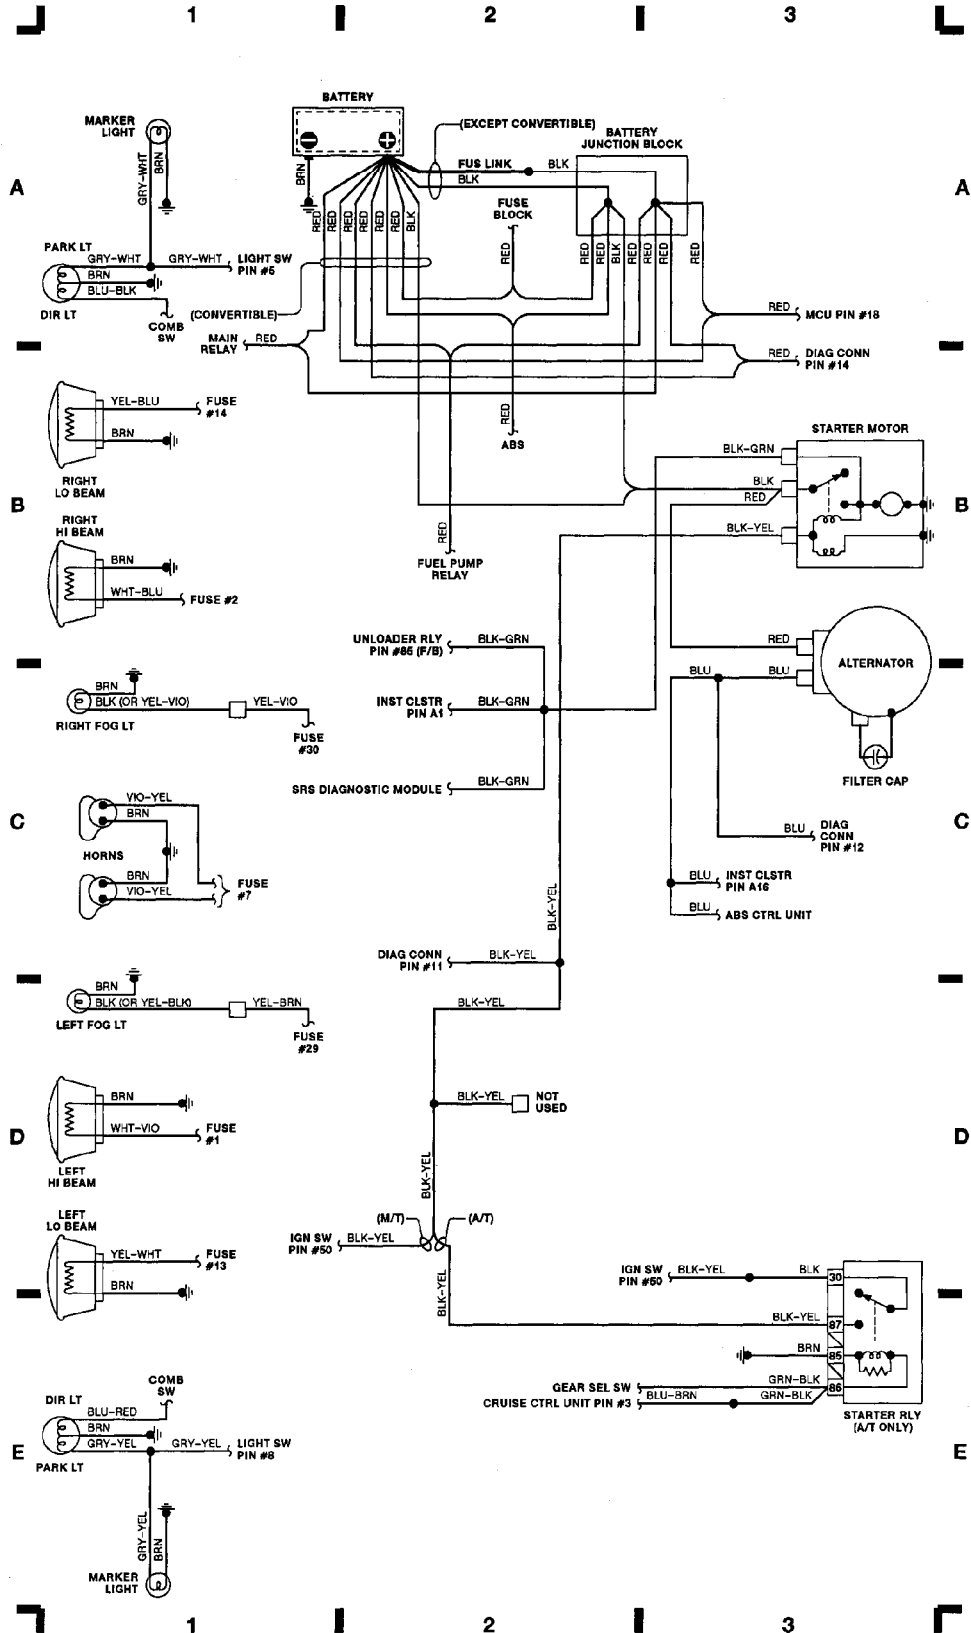 1
2
3
A
A
BATTERY
(EXCEPT CONVERTIBLE)
MARKER
LIGHT
BATTERY
JUNCTION BLOCK
FUS LINK
BLK
BLK
GRY-WHT
BRN
BRN
FUSE
BLOCK
RED
RED
RED
RED
RED
RED
BLK
RED
RED
RED
BLK
RED
RED
RED
PARK LT
GRY-WHT
GRY-WHT
LIGHT SW
PIN #6
BRN
BLU-BLK
DIR LT
COMB
SW
(CONVERTIBLE)
RED
MCU PIN #18
MAIN
RELAY
RED
RED
DIAG CONN
PIN #14
RED
ABS
YEL-BLU
FUSE
#14
BRN
RIGHT
LO BEAM
STARTER MOTOR
BLK-GRN
BLK
RED
BLK-YEL
B
B
RIGHT
HI BEAM
BRN
WHT-BLU
FUSE #2
RED
FUEL PUMP
RELAY
UNLOADER RLY
PIN #85 (F/B)
BLK-GRN
RED
ALTERNATOR
BLU
BLU
BRN
BLK (OR YEL-VIO)
YEL-VIO
RIGHT FOG LT
FUSE
#30
INST CLSTR
PIN A1
BLK-GRN
FILTER CAP
SRS DIAGNOSTIC MODULE
BLK-GRN
C
C
VIO-YEL
BRN
HORNS
BRN
VIO-YEL
FUSE
#7
BLU
DIAG
CONN
PIN #12
BLU
INST CLSTR
PIN A16
BLU
ABS CTRL UNIT
BLK-YEL
DIAG CONN
PIN #11
BLK-YEL
BRN
BLK (OR YEL-BLK)
YEL-BRN
LEFT FOG LT
FUSE
#29
BLK-YEL
BRN
WHT-VIO
FUSE
#1
LEFT
HI BEAM
BLK-YEL
NOT
USED
D
D
BLK-YEL
(M/T)
(A/T)
LEFT
LO BEAM
YEL-WHT
FUSE
#13
BRN
IGN SW
PIN #50
BLK-YEL
BLK-YEL
IGN SW
PIN #50
BLK-YEL
BLK
30
BLK-YEL
87
BRN
85
GEAR SEL SW
GRN-BLK
86
CRUISE CTRL UNIT PIN #3
BLU-BRN
GRN-BLK
STARTER RLY
(A/T ONLY)
COMB
SW
DIR LT
BLU-RED
BRN
GRY-YEL
GRY-YEL
LIGHT SW
PIN #8
PARK LT
E
E
GRY-YEL
BRN
MARKER
LIGHT
1
2
3